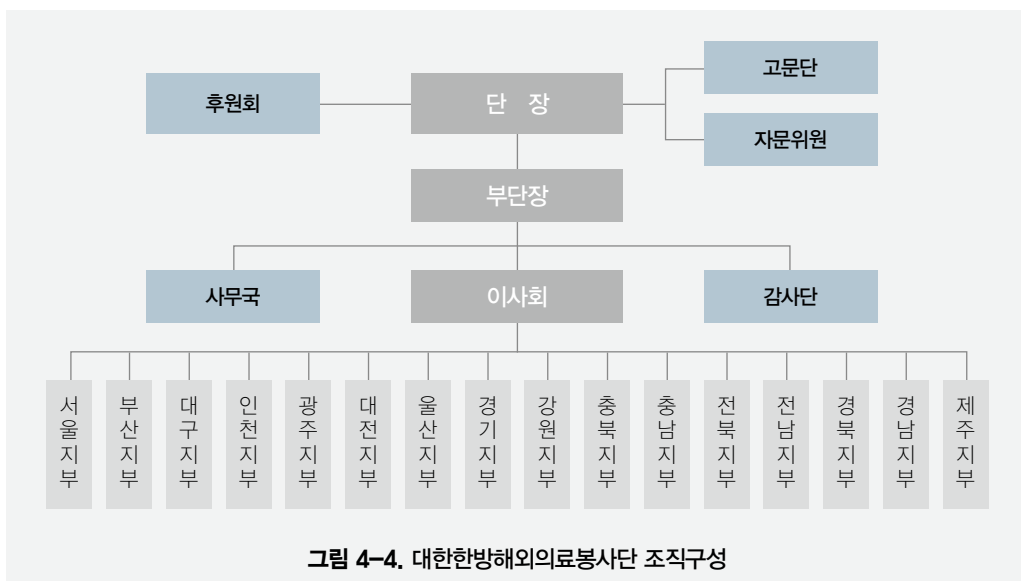 고문단
후원회
단 장
자문위원
부단장
사무국
이사회
감사단
서울지부
부산지부
대구지부
인천지부
광주지부
대전지부
울산지부
경기지부
강원지부
충북지부
충남지부
전북지부
전남지부
경북지부
경남지부
제주지부
그림 4-4. 대한한방해외의료봉사단 조직구성